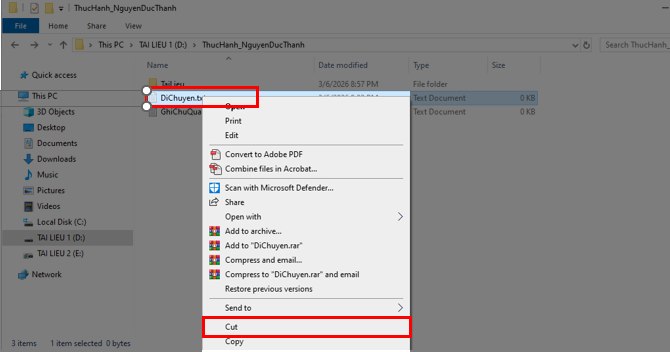 ThucHanh_NguyenDucThanh
File
Home
Share
View
This PC > TAI LIEU 1 (D:) > ThucHanh_NguyenDucThanh
Search ThucHanh_
Name
Date modified
Type
Size
Quick access
This PC
3D Objects
Desktop
Documents
Downloads
Music
Pictures
Videos
Local Disk (C:)
TAI LIEU 1 (D:)
TAI LIEU 2 (E:)
Network
TaiLieu 3/6/2026 8:57 PM File folder
DiChuyen.txt Text Document 0 KB
GhiChuQua Text Document 0 KB
Open
Print
Edit
Convert to Adobe PDF
Combine files in Acrobat...
Scan with Microsoft Defender...
Share
Open with
Add to archive...
Add to "DiChuyen.rar"
Compress and email...
Compress to "DiChuyen.rar" and email
Restore previous versions
Send to
Cut
Copy
3 items 1 item selected 0 bytes